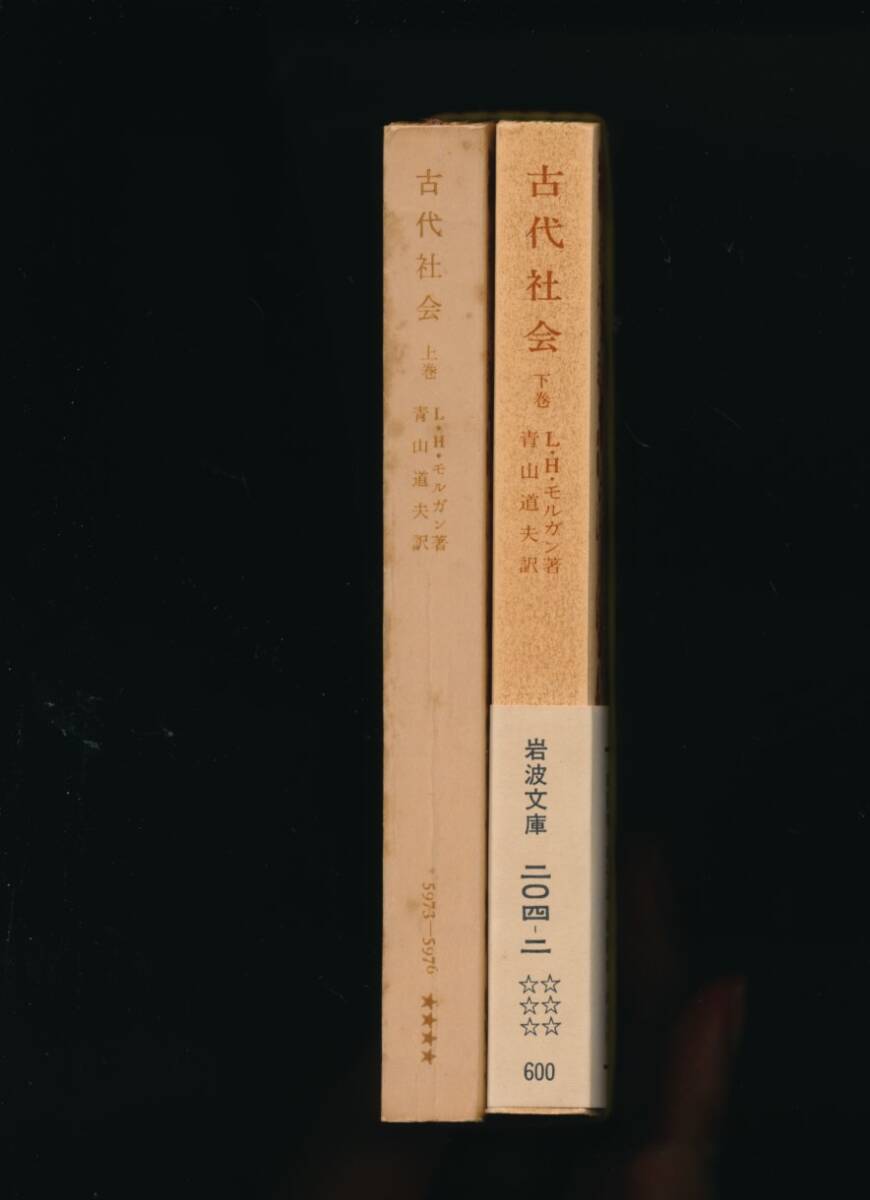 古代社会 上巻
L・H・モルガン著
青山道夫訳
5973—5976 ★★★★
古代社会 下巻
L・H・モルガン著
青山道夫訳
岩波文庫 二〇四-二
☆☆☆☆☆☆
600